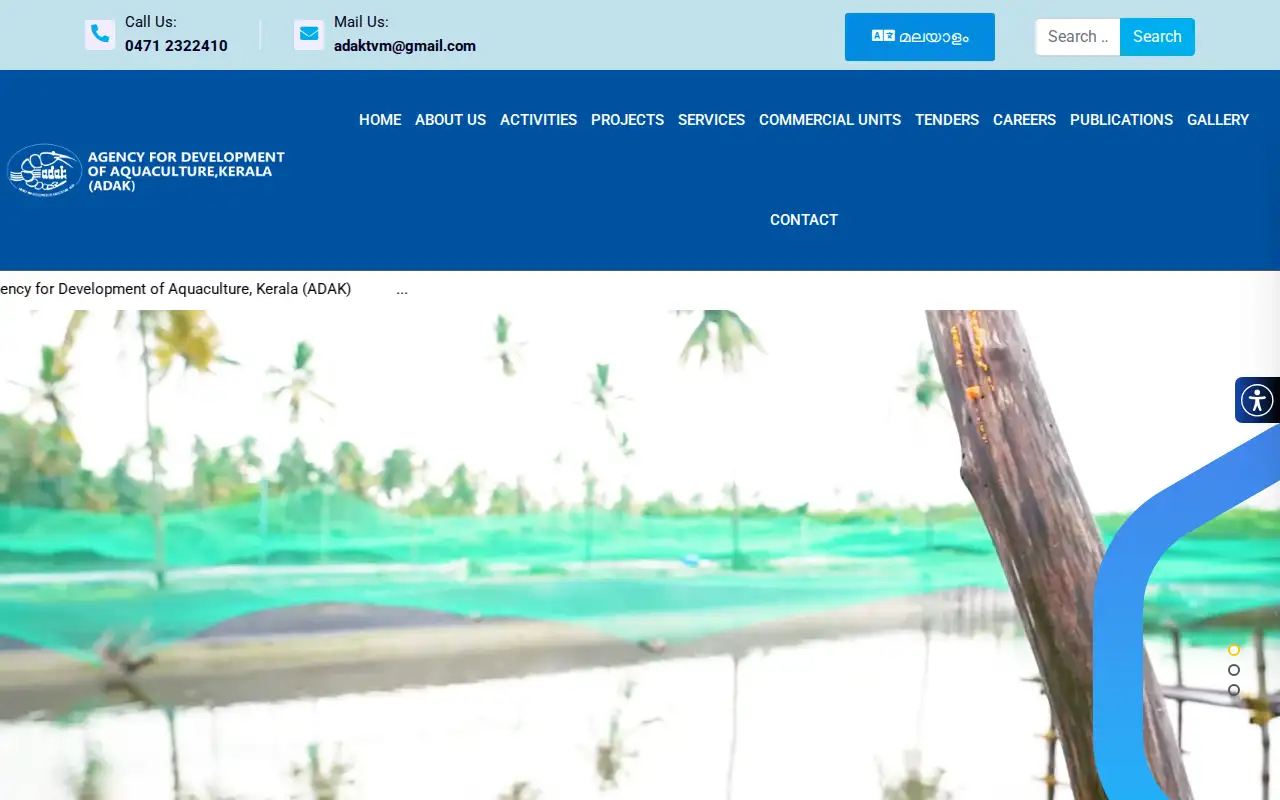 Call Us:
0471 2322410
Mail Us:
adaktvm@gmail.com
മലയാളം
Search ..
Search
HOME ABOUT US ACTIVITIES PROJECTS SERVICES COMMERCIAL UNITS TENDERS CAREERS PUBLICATIONS GALLERY
adak
AGENCY FOR DEVELOPMENT
OF AQUACULTURE,KERALA
(ADAK)
CONTACT
ency for Development of Aquaculture, Kerala (ADAK) ...